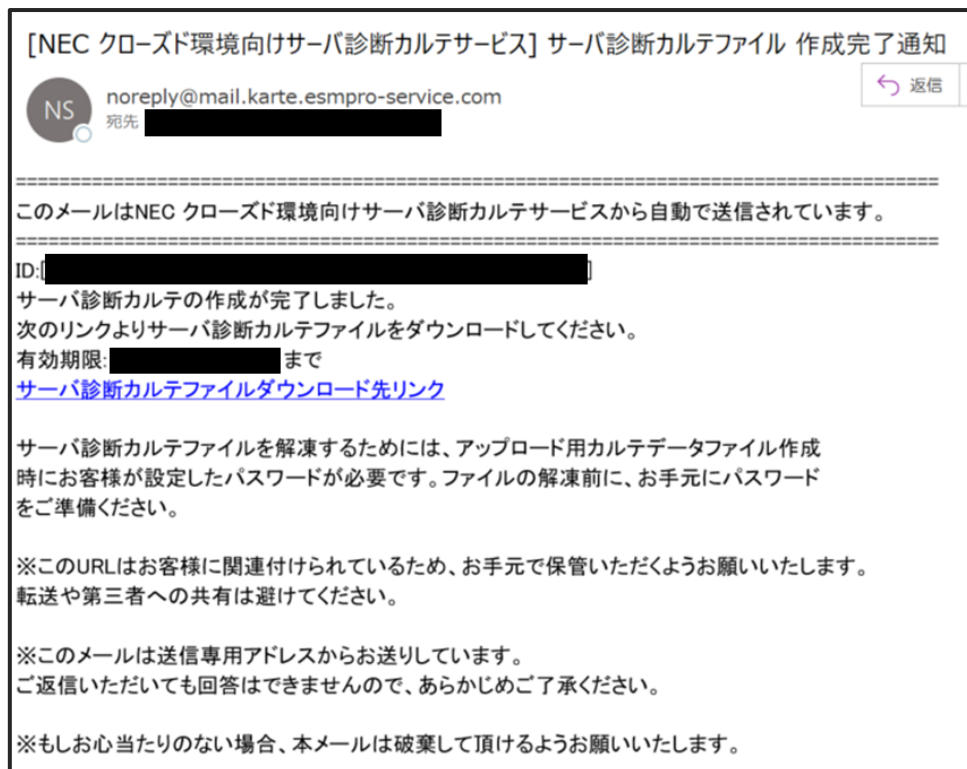 [NEC クローズド環境向けサーバ診断カルテサービス] サーバ診断カルテファイル 作成完了通知
NS
noreply@mail.karte.esmpro-service.com
返信
宛先
================================================================================
このメールはNEC クローズド環境向けサーバ診断カルテサービスから自動で送信されています。
================================================================================
ID:[ ]
サーバ診断カルテの作成が完了しました。
次のリンクよりサーバ診断カルテファイルをダウンロードしてください。
有効期限: まで
サーバ診断カルテファイルダウンロード先リンク
サーバ診断カルテファイルを解凍するためには、アップロード用カルテデータファイル作成
時にお客様が設定したパスワードが必要です。ファイルの解凍前に、お手元にパスワード
をご準備ください。
※このURLはお客様に関連付けられているため、お手元で保管いただくようお願いいたします。
転送や第三者への共有は避けてください。
※このメールは送信専用アドレスからお送りしています。
ご返信いただいても回答はできませんので、あらかじめご了承ください。
※もしお心当たりのない場合、本メールは破棄して頂けるようお願いいたします。